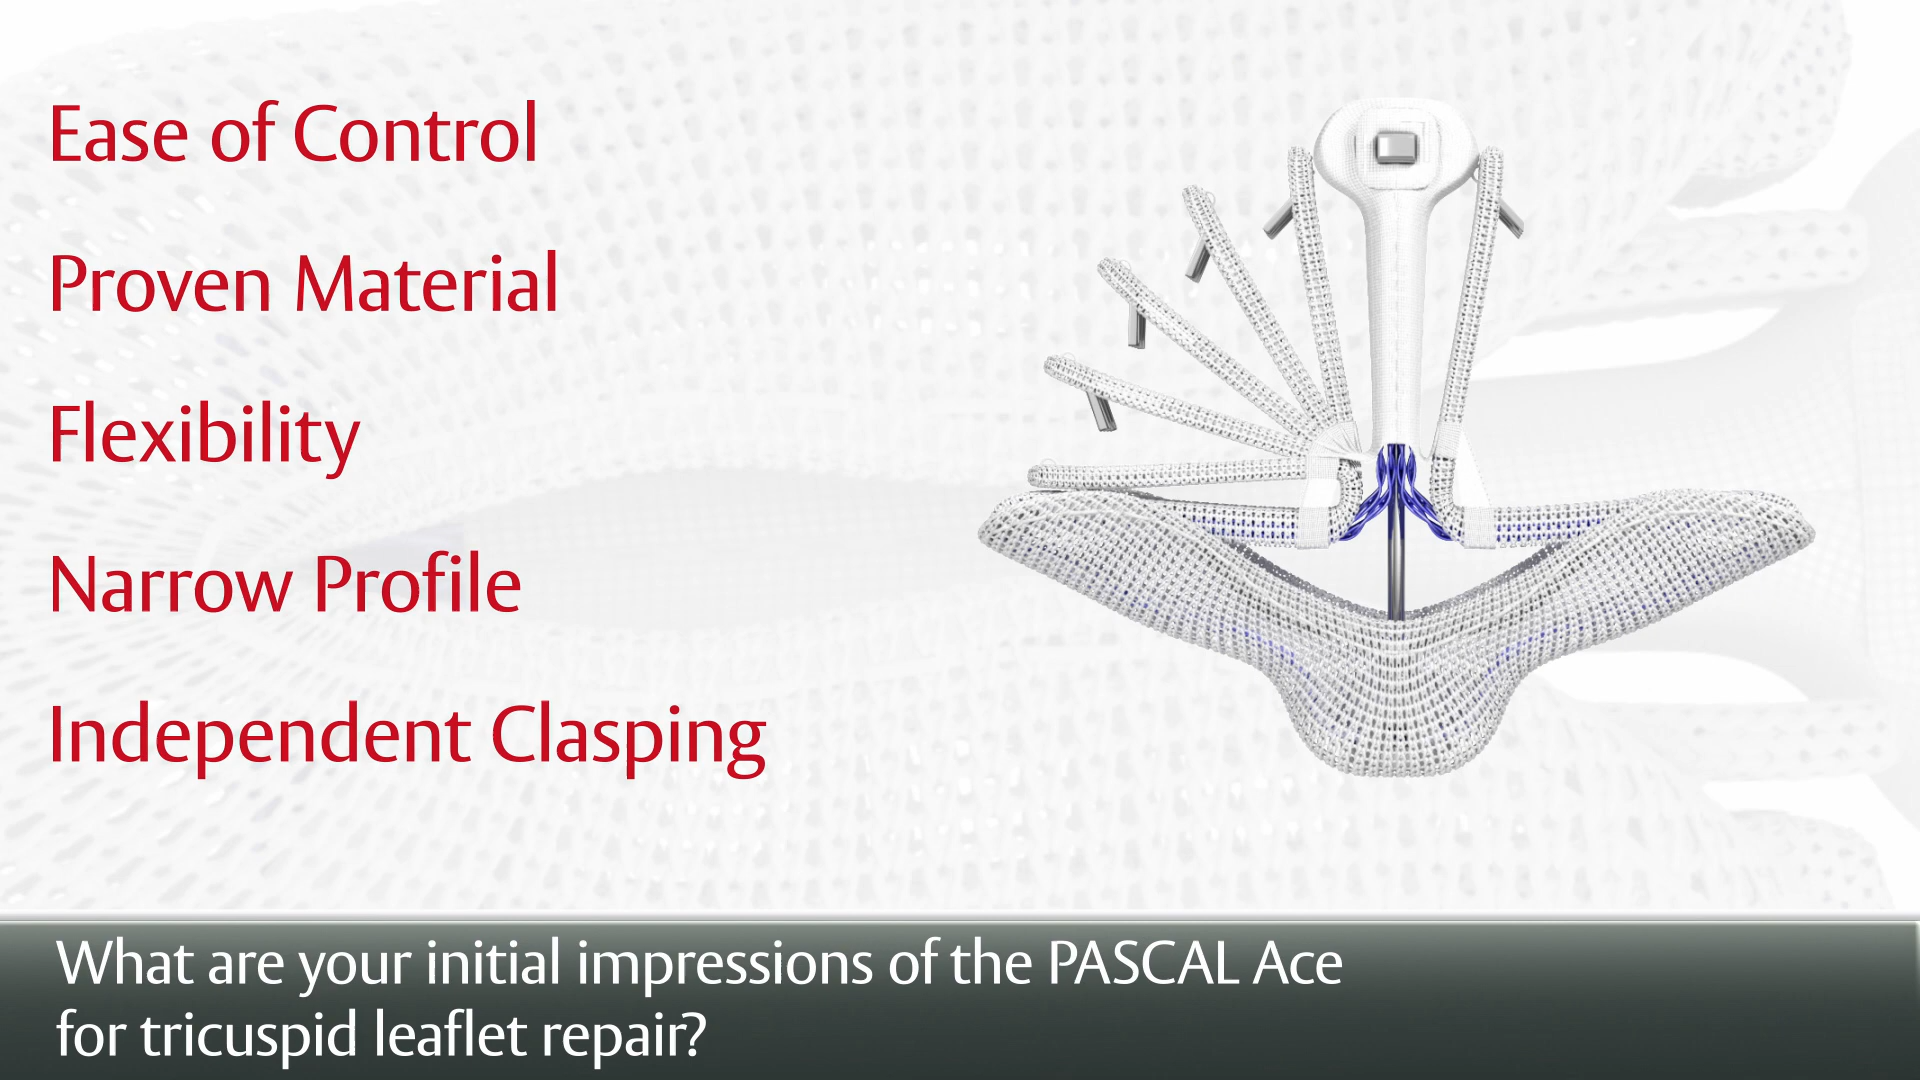 Ease of Control
Proven Material
Flexibility
Narrow Profile
Independent Clasping
What are your initial impressions of the PASCAL Ace
for tricuspid leaflet repair?